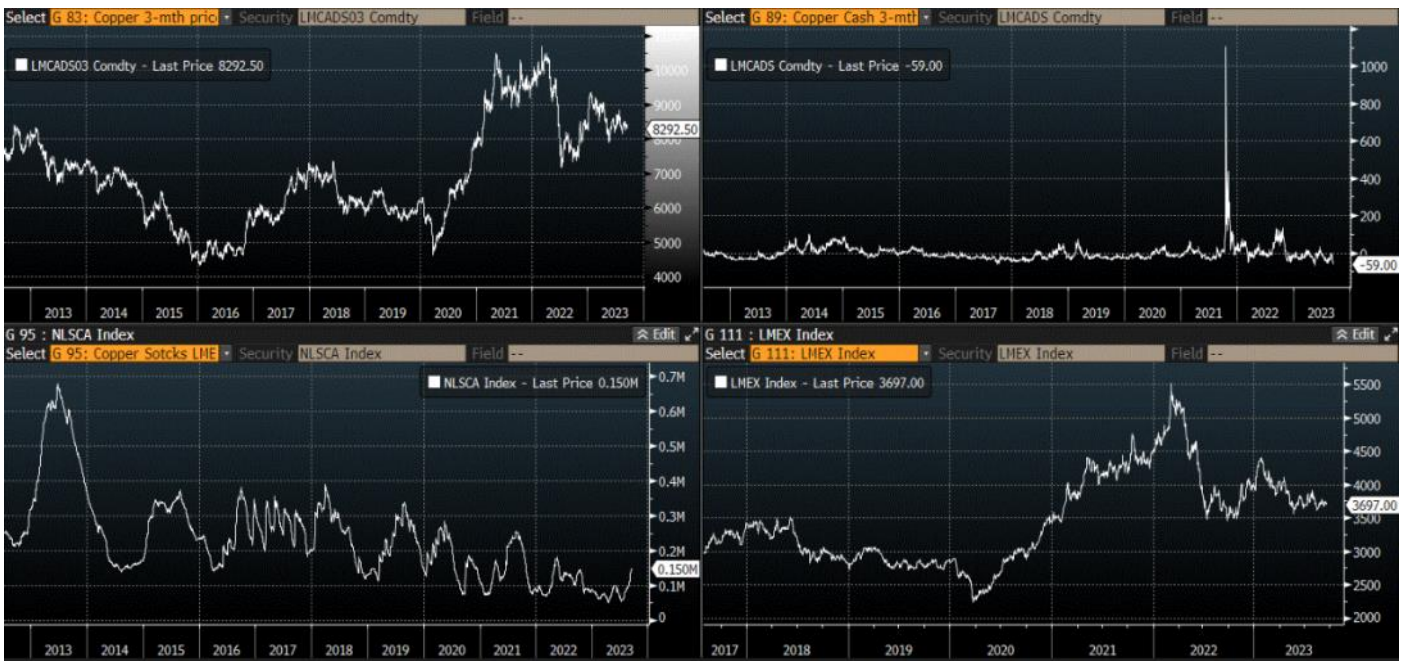 Select G 83: Copper 3-mth pric Security LMCADS03 Comdty Field --
LMCADS03 Comdty - Last Price 8292.50
10000
9000
8292.50
8000
7000
6000
5000
4000
2013 2014 2015 2016 2017 2018 2019 2020 2021 2022 2023
Select G 89: Copper Cash 3-mth Security LMCADS Comdty Field --
LMCADS Comdty - Last Price -59.00
1000
800
600
400
200
0
-59.00
2013 2014 2015 2016 2017 2018 2019 2020 2021 2022 2023
G 95 : NLSCA Index Edit
Select G 95: Copper Sotcks LME Security NLSCA Index Field --
NLSCA Index - Last Price 0.150M
0.7M
0.6M
0.5M
0.4M
0.3M
0.2M
0.150M
0.1M
0
2013 2014 2015 2016 2017 2018 2019 2020 2021 2022 2023
G 111 : LMEX Index Edit
Select G 111: LMEX Index Security LMEX Index Field --
LMEX Index - Last Price 3697.00
5500
5000
4500
4000
3697.00
3500
3000
2500
2000
2017 2018 2019 2020 2021 2022 2023